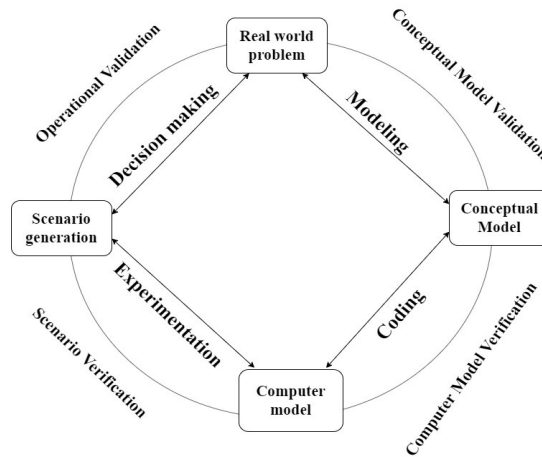 Real world
problem
Operational Validation
Conceptual Model Validation
Decision making
Modeling
Scenario
generation
Conceptual
Model
Experimentation
Coding
Scenario Verification
Computer Model Verification
Computer
model